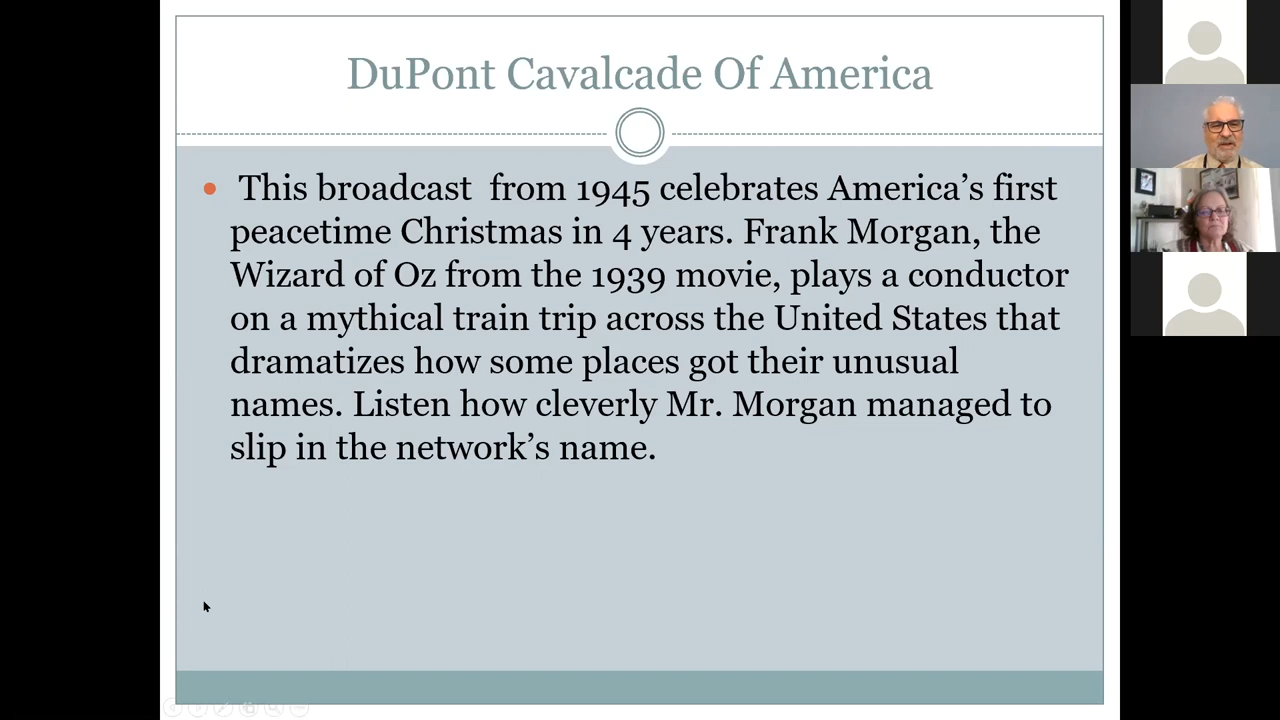 DuPont Cavalcade Of America
This broadcast  from 1945 celebrates America’s first
peacetime Christmas in 4 years. Frank Morgan, the
Wizard of Oz from the 1939 movie, plays a conductor
on a mythical train trip across the United States that
dramatizes how some places got their unusual
names. Listen how cleverly Mr. Morgan managed to
slip in the network’s name.